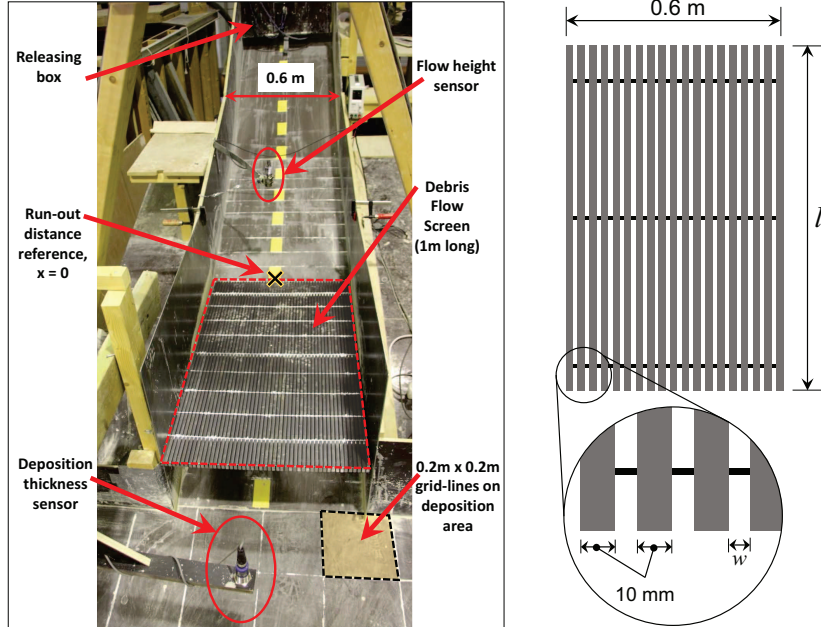 Releasing
box
0.6 m
Flow height
sensor
Run-out
distance
reference,
x = 0
Debris
Flow
Screen
(1m long)
Deposition
thickness
sensor
0.2m x 0.2m
grid-lines on
deposition
area
0.6 m
l
10 mm
w